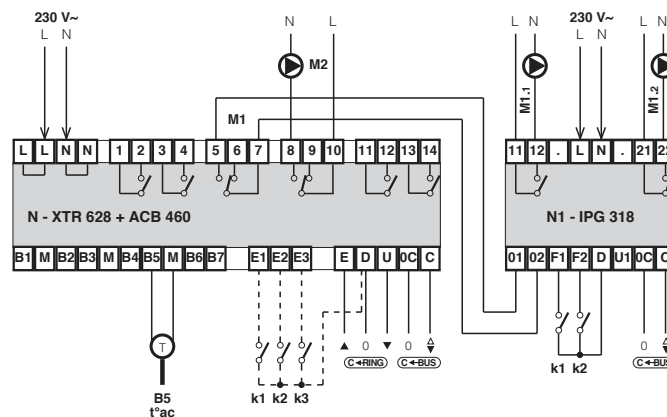 230 V~
L N
N L
M2
M1
L N
M1.1
230 V~
L N
L N
M1.2
L L N N 1 2 3 4 5 6 7 8 9 10 11 12 13 14
11 12 . L N . 21 22
N - XTR 628 + ACB 460
N1 - IPG 318
B1 M B2 B3 M B4 B5 M B6 B7 E1 E2 E3 E D U 0C C
01 02 F1 F2 D U1 0C C
T
0
0
0
C RING
C BUS
k1 k2
C BUS
B5
t°ac
k1 k2 k3